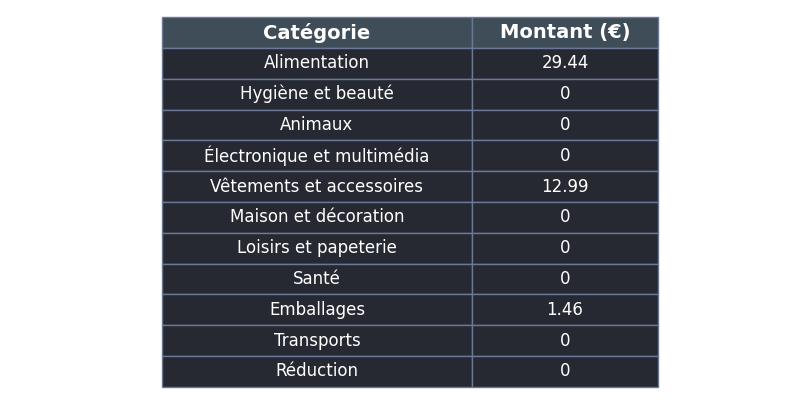 Catégorie Montant (€)
Alimentation 29.44
Hygiène et beauté 0
Animaux 0
Électronique et multimédia 0
Vêtements et accessoires 12.99
Maison et décoration 0
Loisirs et papeterie 0
Santé 0
Emballages 1.46
Transports 0
Réduction 0